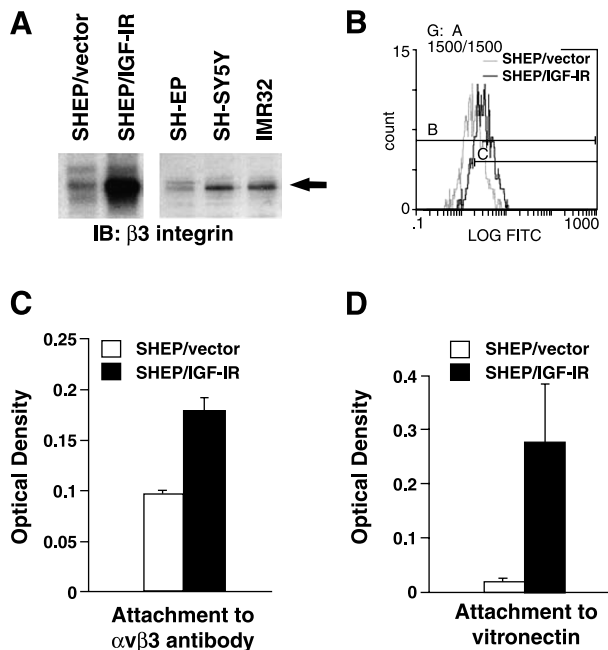 A
SHEP/vector
SHEP/IGF-IR
SH-EP
SH-SY5Y
IMR32
IB: β3 integrin
B
G: A
1500/1500
SHEP/vector
SHEP/IGF-IR
15
count
B
C
0
.1
1000
LOG FITC
C
0.25
SHEP/vector
0.2
SHEP/IGF-IR
0.15
0.1
0.05
0
Optical Density
Attachment to
αvβ3 antibody
D
SHEP/vector
SHEP/IGF-IR
0.4
0.3
0.2
0.1
0
Optical Density
Attachment to
vitronectin